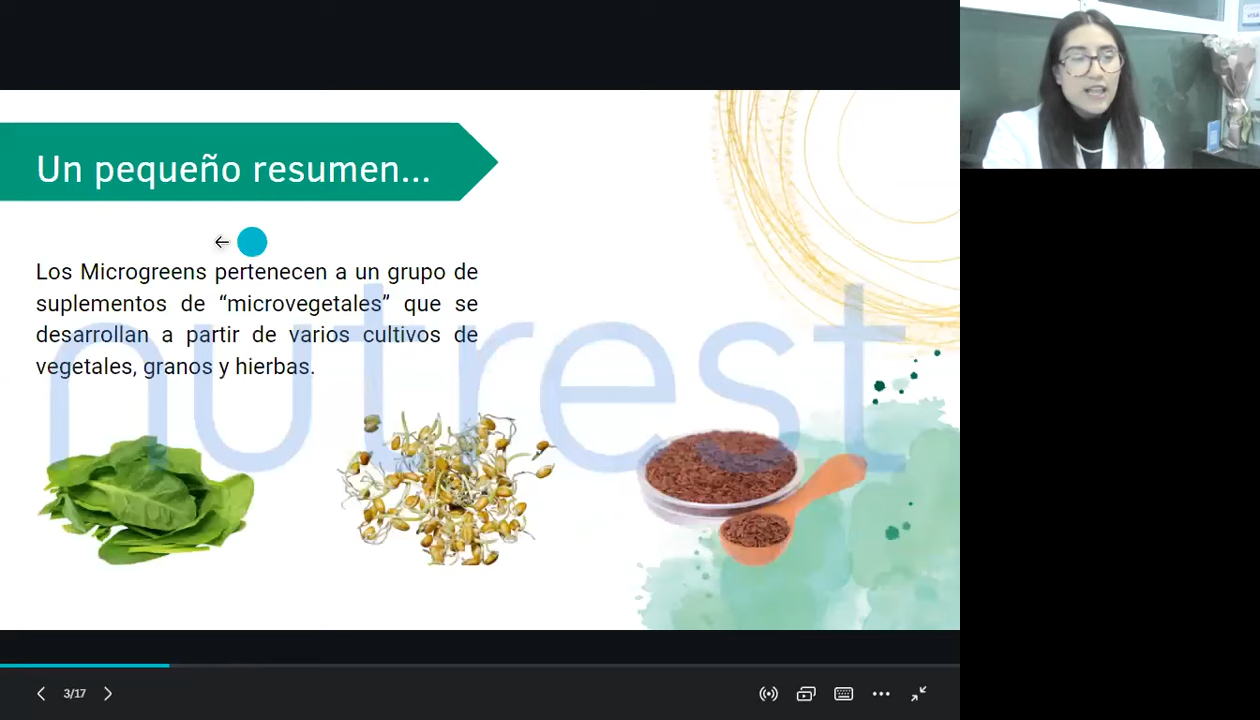 Un pequeño resumen...
Los Microgreens pertenecen a un grupo de
suplementos de “microvegetales” que se
desarrollan a partir de varios cultivos de
vegetales, granos y hierbas.
nutrest
3/17
VISA